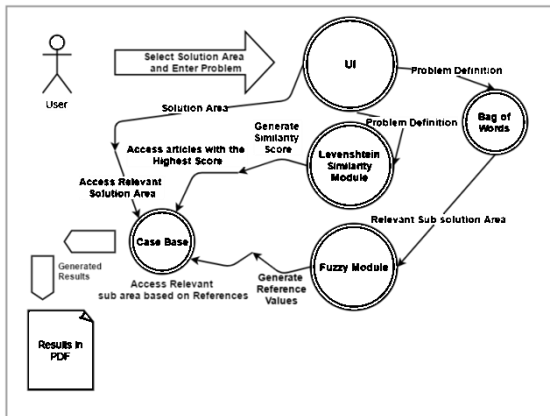 Select Solution Area
and Enter Problem
User
UI
Problem Definition
Solution Area
Bag of
Words
Generate
Similarity
Score
Problem Definition
Levenshtein
Similarity
Module
Access articles with the
Highest Score
Access Relevant
Solution Area
Relevant Sub solution Area
Case Base
Fuzzy Module
Generated
Results
Access Relevant
sub area based on References
Generate
Reference
Values
Results in
PDF